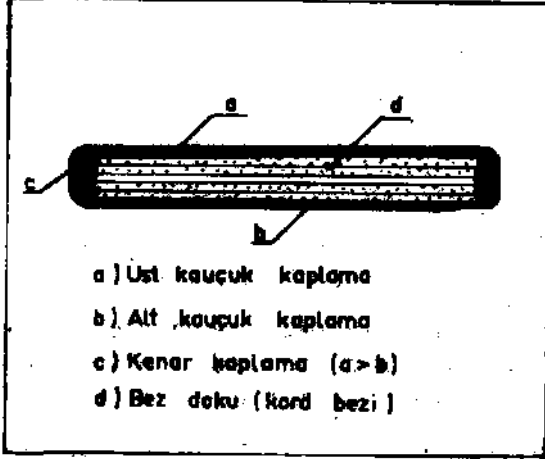 a
d
c
b
a) Üst kauçuk kaplama
b) Alt kauçuk kaplama
c) Kenar kaplama (a>b)
d) Bez doku (kord bezi)